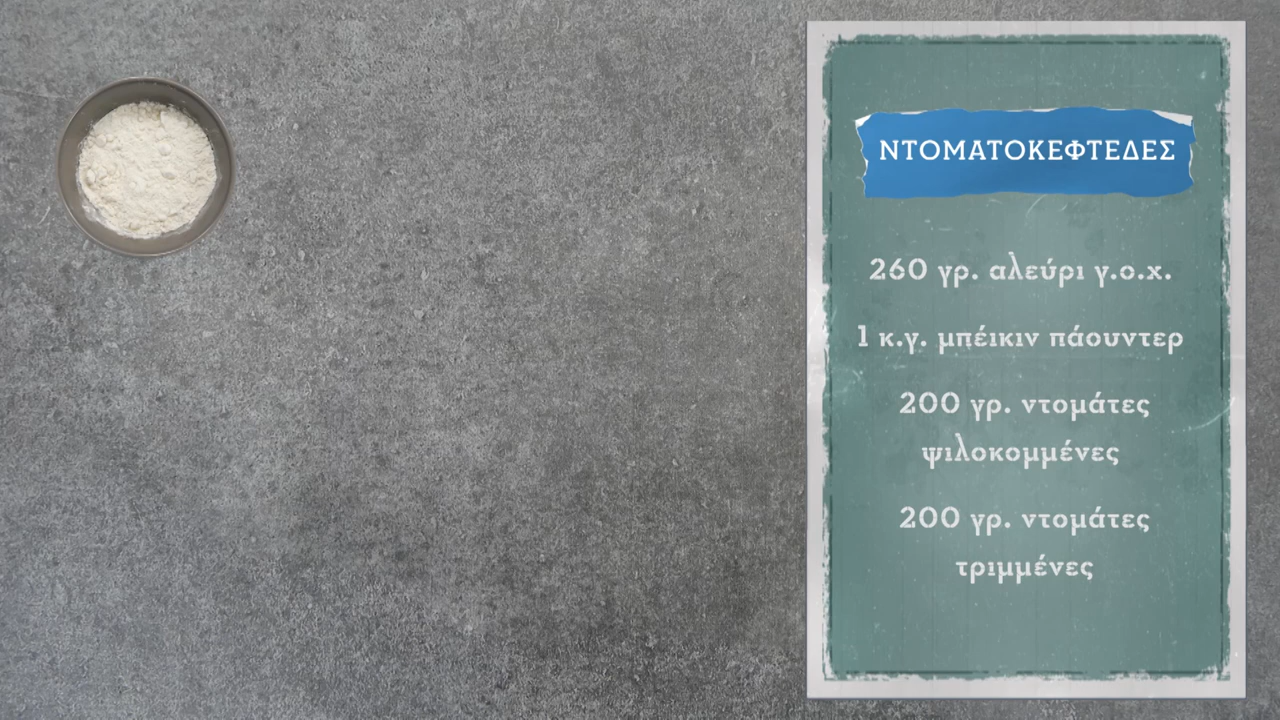 ΝΤΟΜΑΤΟΚΕΦΤΕΔΕΣ
260 γρ. αλεύρι γ.ο.χ.
1 κ.γ. μπέικιν πάουντερ
200 γρ. ντομάτες
ψιλοκομμένες
200 γρ. ντομάτες
τριμμένες